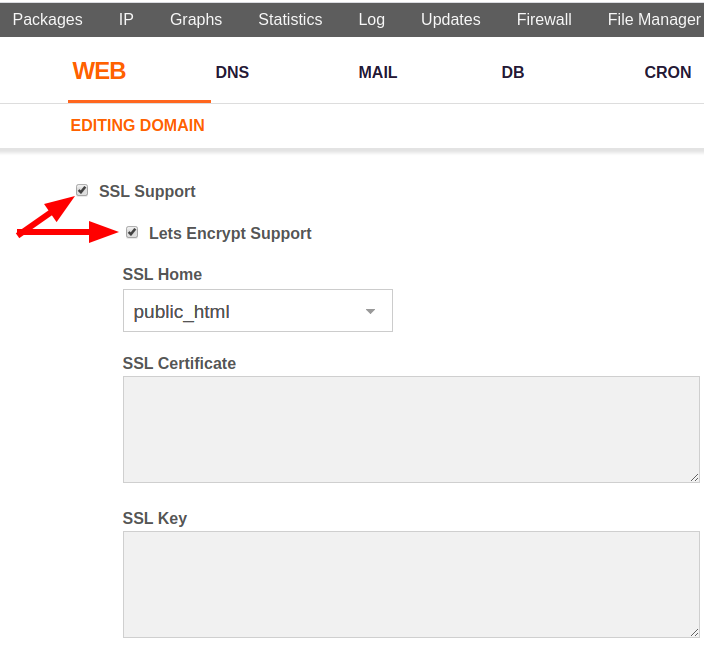 Packages IP Graphs Statistics Log Updates Firewall File Manager
WEB DNS MAIL DB CRON
EDITING DOMAIN
SSL Support
Lets Encrypt Support
SSL Home
public_html
SSL Certificate
SSL Key